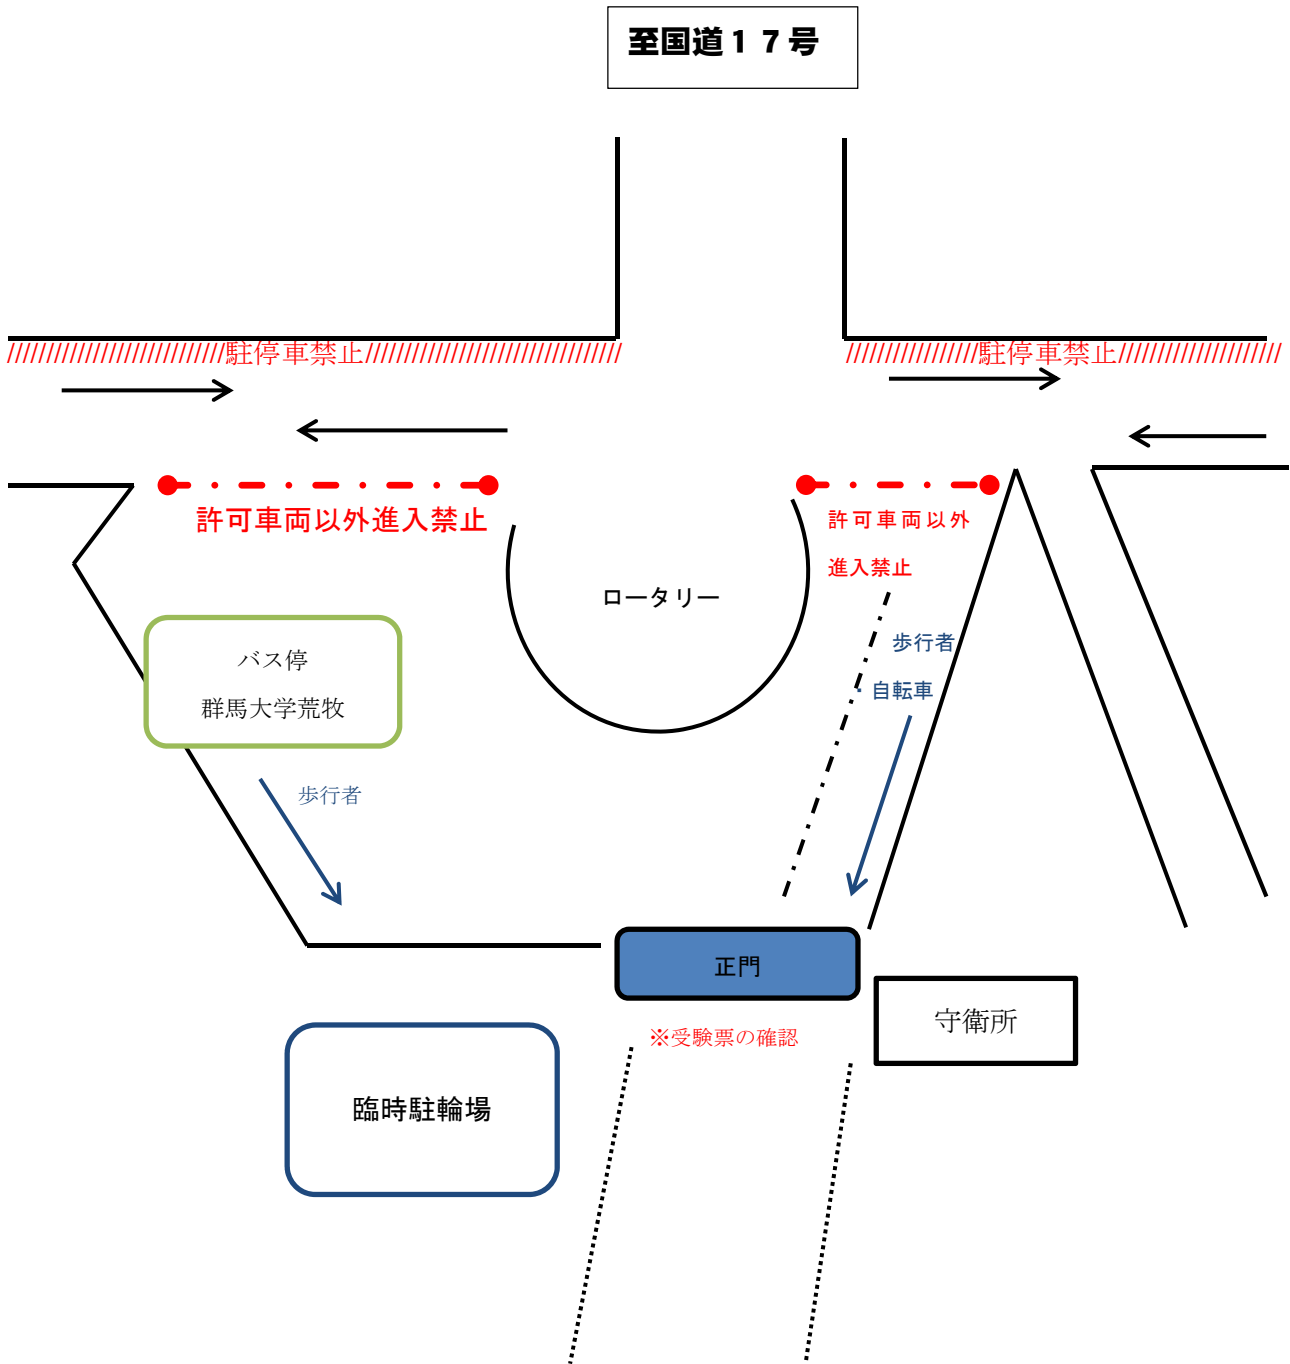 至国道１７号
////////////////////////////駐停車禁止/////////////////////////////////
/////////////////駐停車禁止/////////////////////
許可車両以外進入禁止
許可車両以外
進入禁止
ロータリー
歩行者
・自転車
バス停
群馬大学荒牧
歩行者
正門
守衛所
※受験票の確認
臨時駐輪場